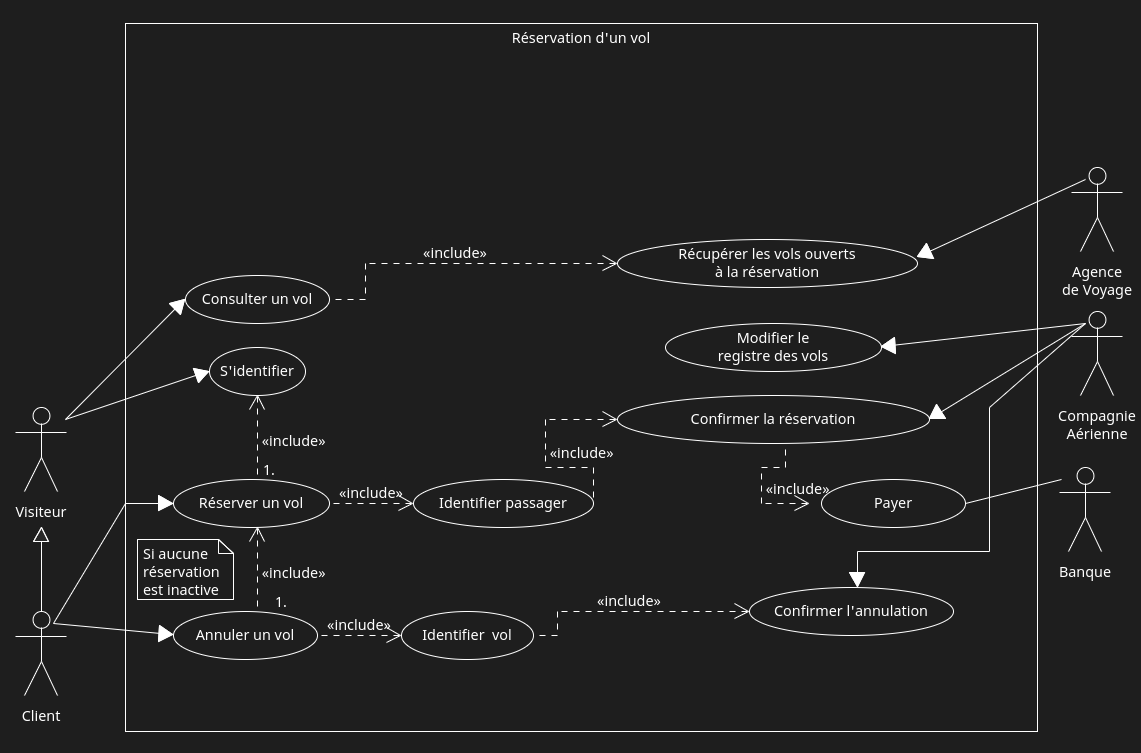 Réservation d'un vol
Agence
de Voyage
«include»
Récupérer les vols ouverts
à la réservation
Consulter un vol
Modifier le
registre des vols
S'identifier
Compagnie
Aérienne
Confirmer la réservation
«include»
«include»
1.
Visiteur
Réserver un vol
«include»
Identifier passager
«include»
Payer
Banque
Si aucune
réservation
est inactive
«include»
1.
«include»
Confirmer l'annulation
Annuler un vol
«include»
Identifier vol
Client